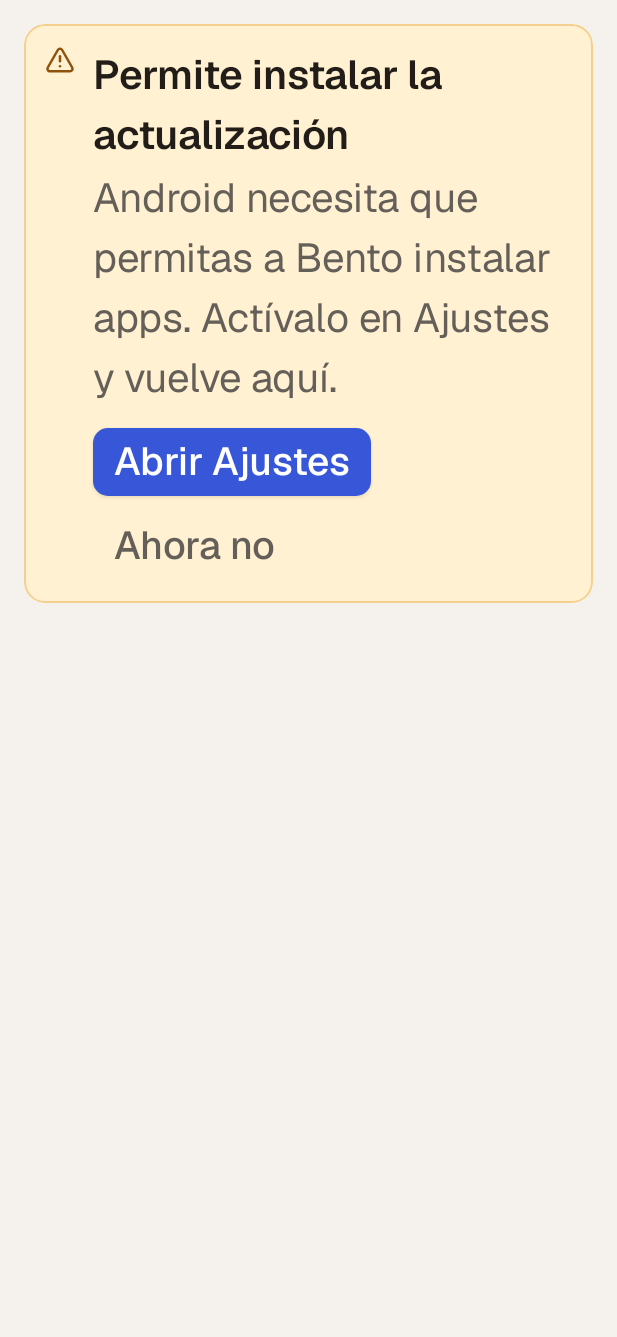 Permite instalar la
actualización
Android necesita que
permitas a Bento instalar
apps. Actívalo en Ajustes
y vuelve aquí.
Abrir Ajustes
Ahora no